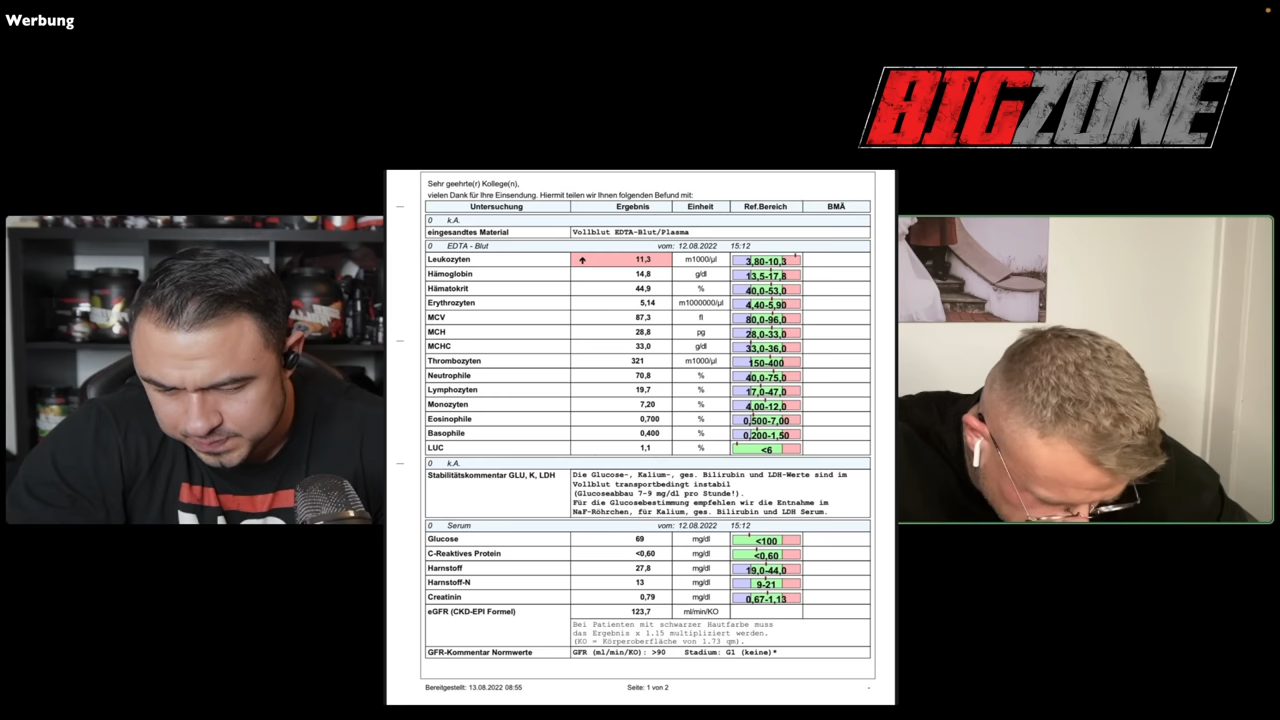 Werbung
BIGZONE
Sehr geehrte(r) Kollege(n),
vielen Dank für Ihre Einsendung. Hiermit teilen wir Ihnen folgenden Befund mit:
Untersuchung Ergebnis Einheit Ref.Bereich BMÄ
0 k.A.
eingesandtes Material Vollblut EDTA-Blut/Plasma
0 EDTA - Blut vom: 12.08.2022 15:12
Leukozyten ↑ 11,3 m1000/µl 3,80-10,3
Hämoglobin 14,8 g/dl 13,5-17,8
Hämatokrit 44,9 % 40,0-53,0
Erythrozyten 5,14 m1000000/µl 4,40-5,90
MCV 87,3 fl 80,0-96,0
MCH 28,8 pg 28,0-33,0
MCHC 33,0 g/dl 33,0-36,0
Thrombozyten 321 m1000/µl 150-400
Neutrophile 70,8 % 40,0-75,0
Lymphozyten 19,7 % 17,0-47,0
Monozyten 7,20 % 4,00-12,0
Eosinophile 0,700 % 0,500-7,00
Basophile 0,400 % 0,200-1,50
LUC 1,1 % <6
0 k.A.
Stabilitätskommentar GLU, K, LDH Die Glucose-, Kalium-, ges. Bilirubin und LDH-Werte sind im
Vollblut transportbedingt instabil
(Glucoseabbau 7-9 mg/dl pro Stunde!).
Für die Glucosebestimmung empfehlen wir die Entnahme im
NaF-Röhrchen, für Kalium, ges. Bilirubin und LDH Serum.
0 Serum vom: 12.08.2022 15:12
Glucose 69 mg/dl <100
C-Reaktives Protein <0,60 mg/dl <0,60
Harnstoff 27,8 mg/dl 19,0-44,0
Harnstoff-N 13 mg/dl 9-21
Creatinin 0,79 mg/dl 0,67-1,13
eGFR (CKD-EPI Formel) 123,7 ml/min/KO
Bei Patienten mit schwarzer Hautfarbe muss
das Ergebnis x 1.15 multipliziert werden.
(KO = Körperoberfläche von 1.73 qm).
GFR-Kommentar Normwerte GFR (ml/min/KO): >90 Stadium: G1 (keine)*
Bereitgestellt: 13.08.2022 08:55 Seite: 1 von 2 -